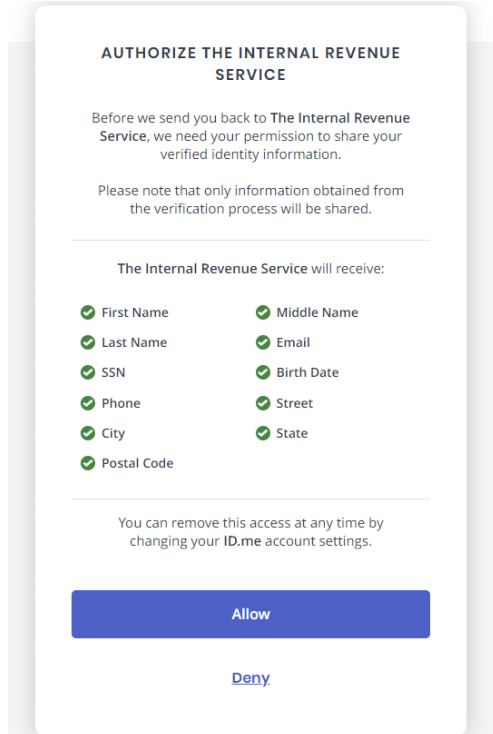 AUTHORIZE THE INTERNAL REVENUE
SERVICE
Before we send you back to The Internal Revenue
Service, we need your permission to share your
verified identity information.
Please note that only information obtained from
the verification process will be shared.
The Internal Revenue Service will receive:
First Name
Middle Name
Last Name
Email
SSN
Birth Date
Phone
Street
City
State
Postal Code
You can remove this access at any time by
changing your ID.me account settings.
Allow
Deny